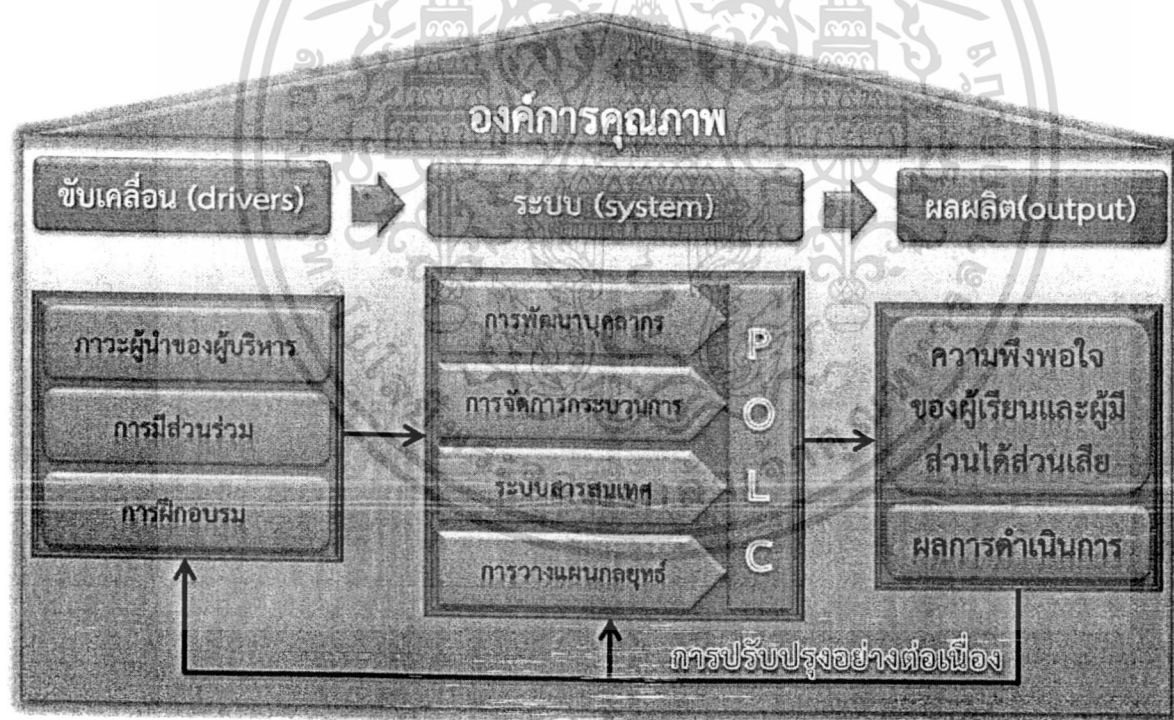 องค์การคุณภาพ
ขับเคลื่อน (drivers)
ระบบ (system)
ผลผลิต(output)
ภาวะผู้นำของผู้บริหาร
การมีส่วนร่วม
การฝึกอบรม
การพัฒนาบุคลากร
การจัดการกระบวนการ
ระบบสารสนเทศ
การวางแผนกลยุทธ์
P
O
L
C
ความพึงพอใจ
ของผู้เรียนและผู้มี
ส่วนได้ส่วนเสีย
ผลการดำเนินการ
การปรับปรุงอย่างต่อเนื่อง